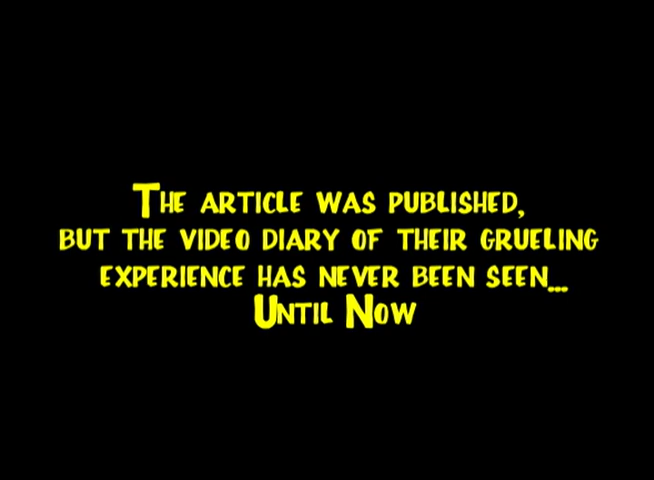 The article was published,
but the video diary of their grueling
experience has never been seen...
Until Now